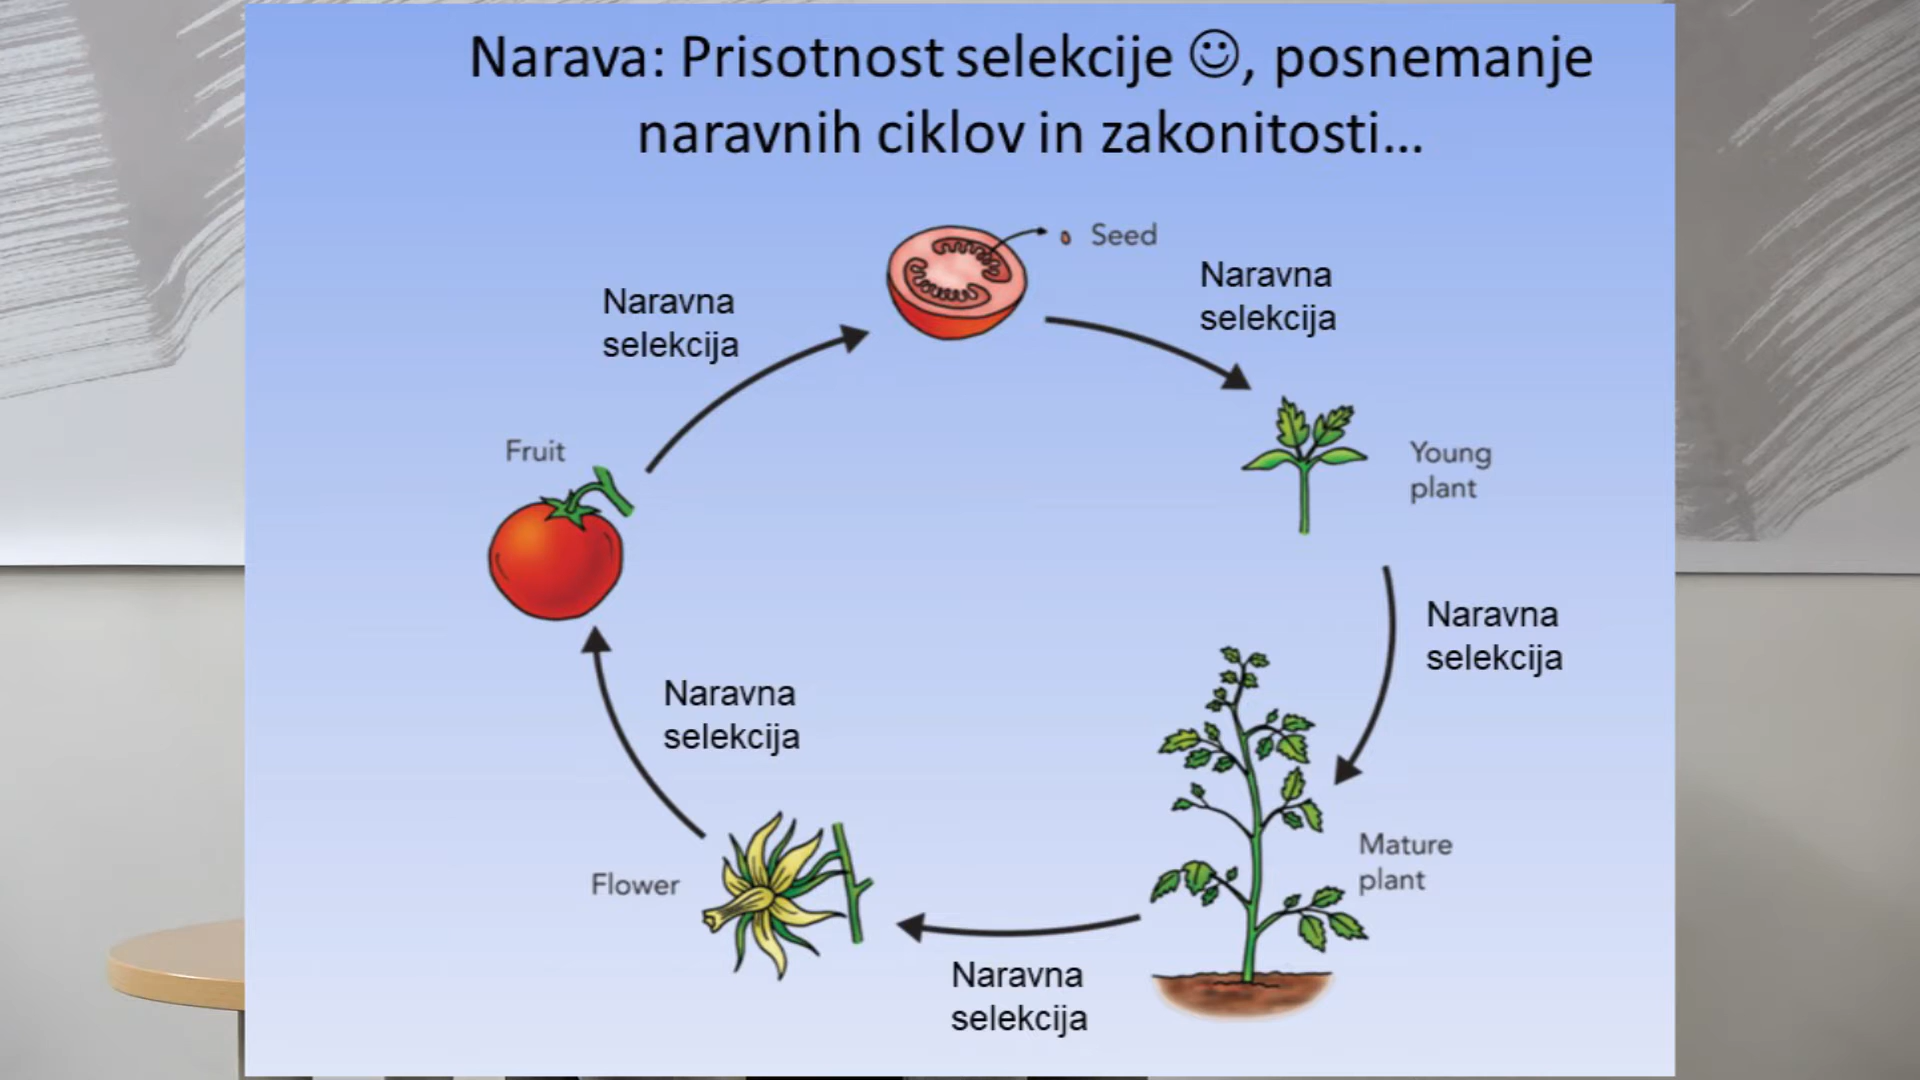 Narava: Prisotnost selekcije ☺, posnemanje
naravnih ciklov in zakonitosti...
Seed
Naravna
selekcija
Naravna
selekcija
Fruit
Young
plant
Naravna
selekcija
Naravna
selekcija
Mature
plant
Flower
Naravna
selekcija